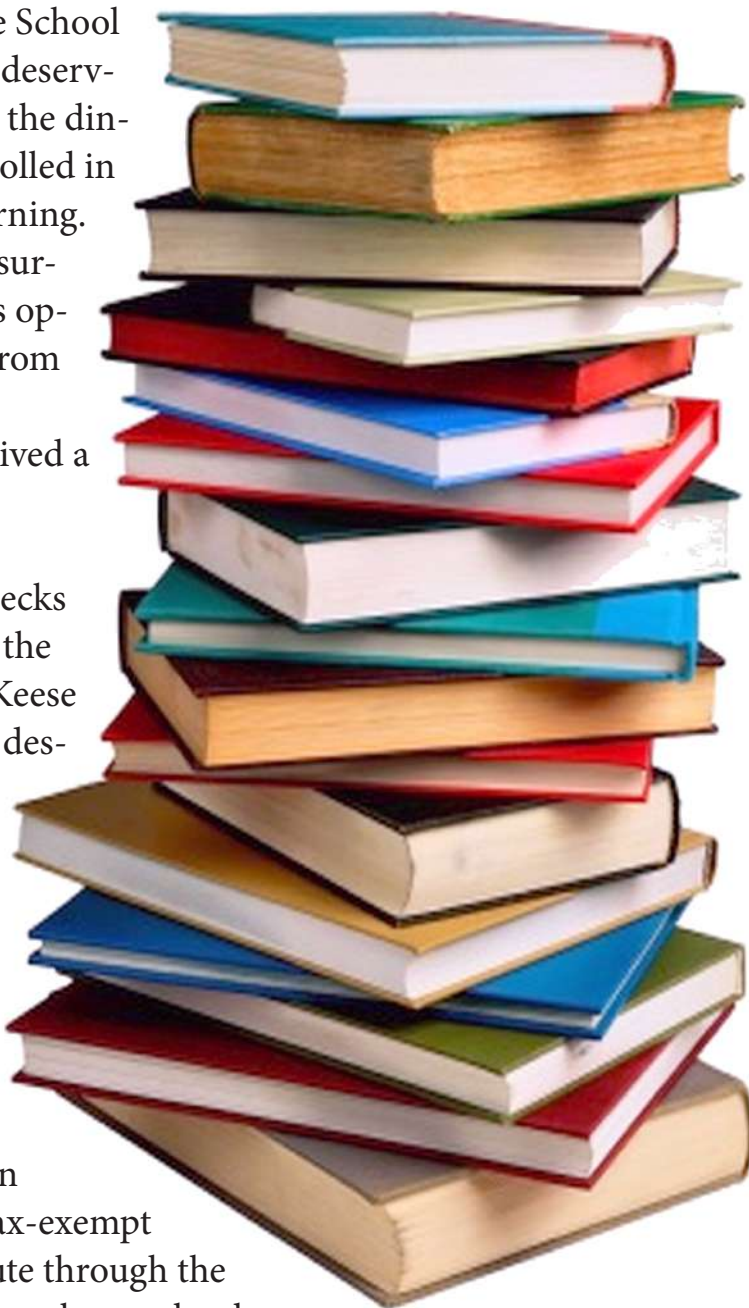 e School
deserv-
the din-
olled in
rning.
sur-
s op-
rom
ived a
ecks
the
Keese
des-
n
ax-exempt
ute through the